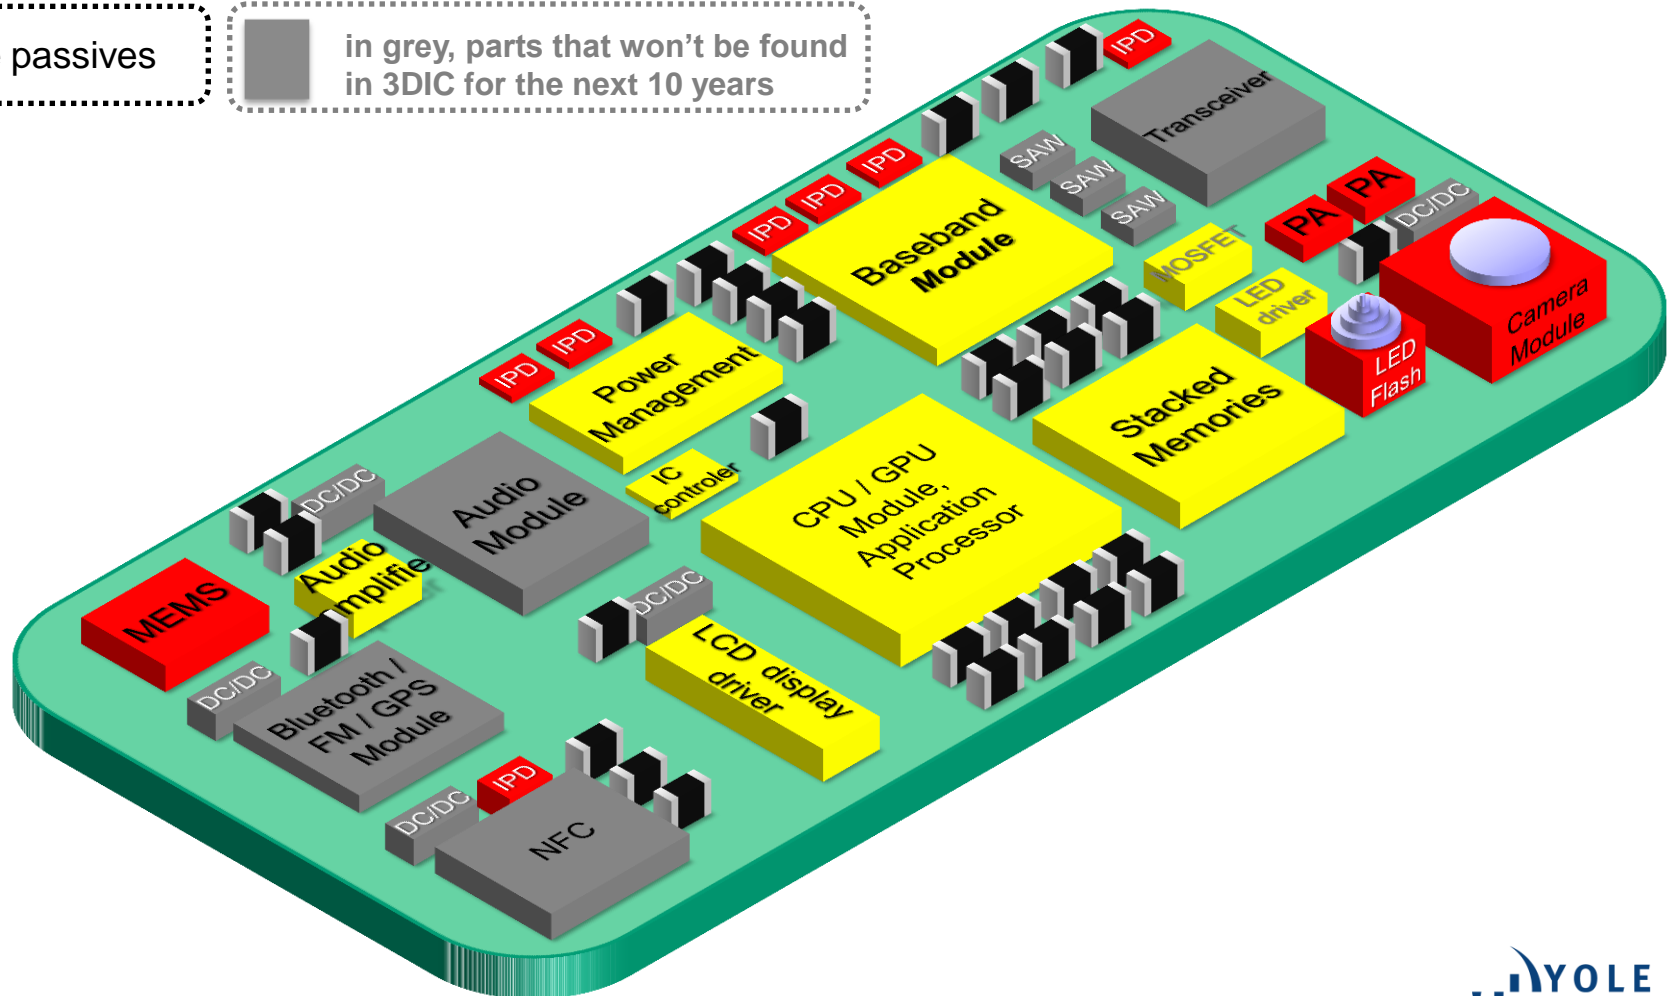 passives
in grey, parts that won't be found
in 3DIC for the next 10 years
IPD
Transceiver
SAW
SAW
SAW
IPD
IPD
IPD
Baseband
Module
PA
PA
DC/DC
MOSFET
LED
driver
Camera
Module
LED
Flash
IPD
IPD
Power
Management
Stacked
Memories
IC
controler
CPU / GPU
Module,
Application
Processor
DC/DC
Audio
Module
Audio
mplifier
MEMS
DC/DC
LCD display
driver
DC/DC
Bluetooth /
FM / GPS
Module
IPD
DC/DC
NFC
YOLE